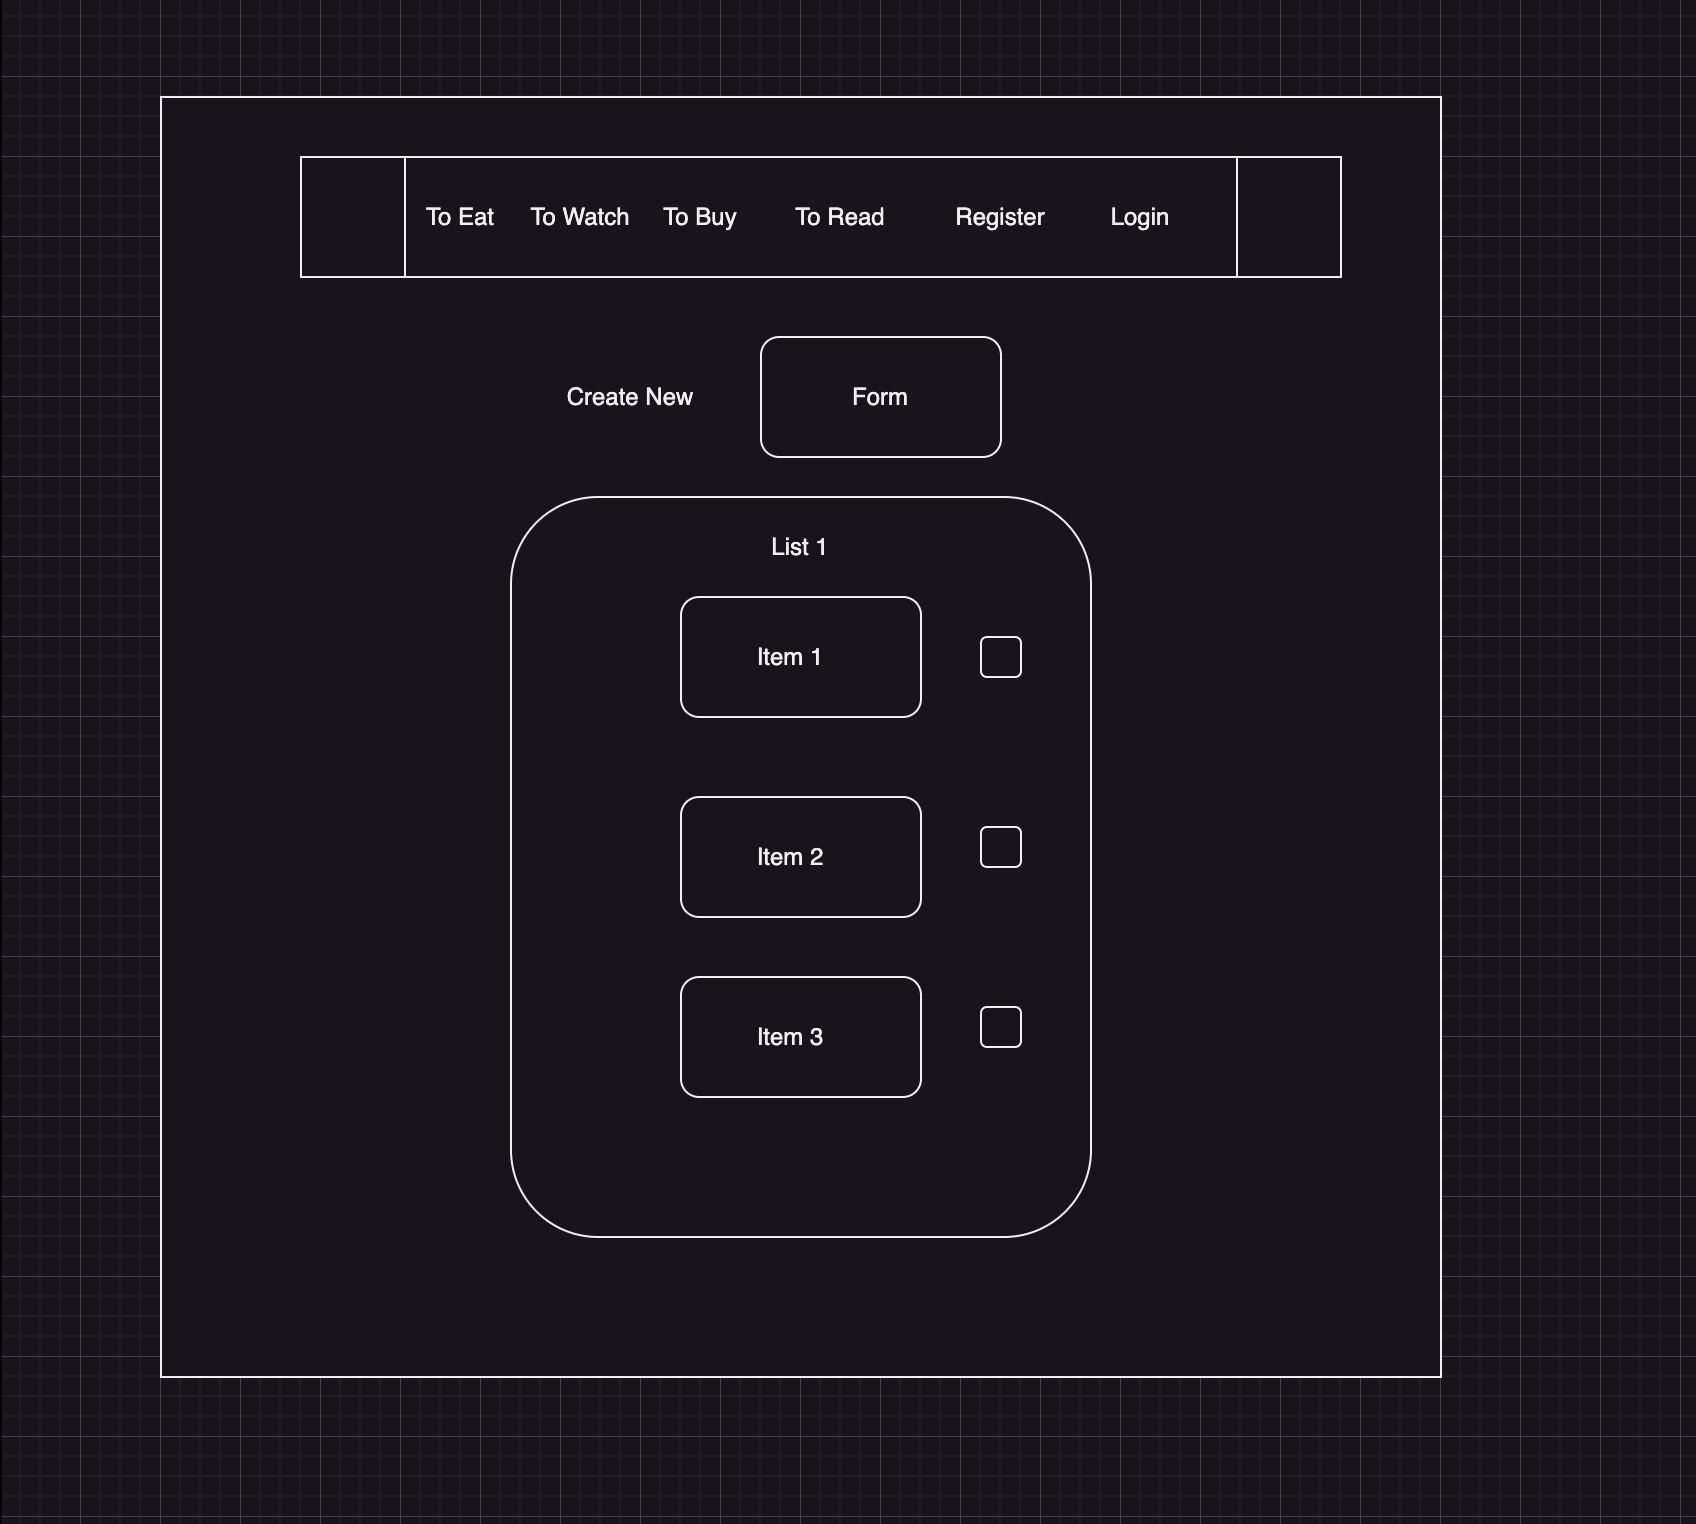 To Eat To Watch To Buy To Read Register Login
Create New Form
List 1
Item 1
Item 2
Item 3